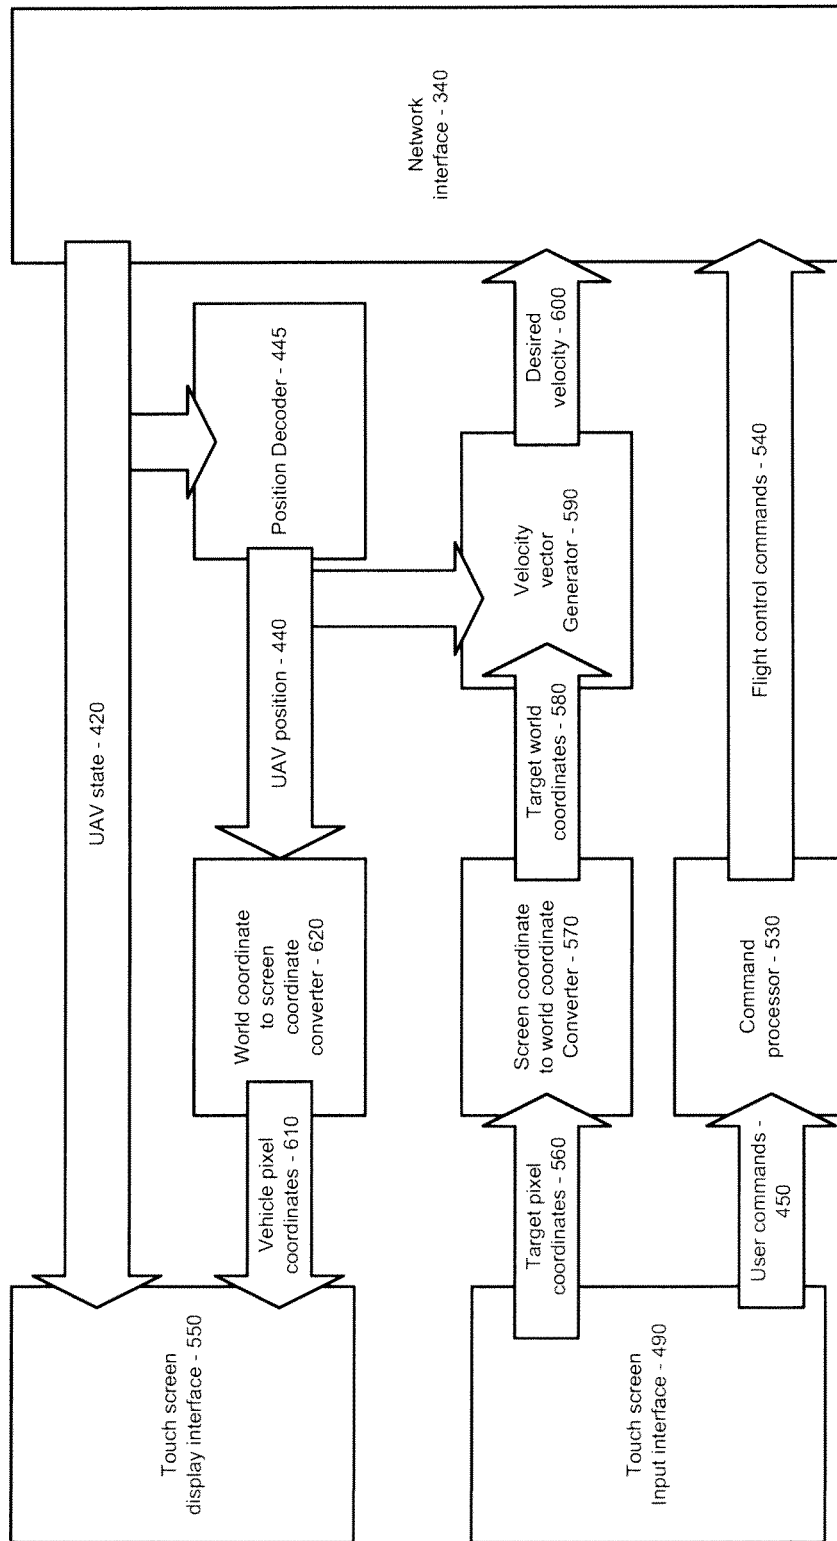 Network
interface - 340
UAV state - 420
Position Decoder - 445
UAV position - 440
World coordinate
to screen
coordinate
converter - 620
Vehicle pixel
coordinates - 610
Touch screen
display interface - 550
Desired
velocity - 600
Velocity
vector
Generator - 590
Target world
coordinates - 580
Screen coordinate
to world coordinate
Converter - 570
Target pixel
coordinates - 560
Touch screen
Input interface - 490
Flight control commands - 540
Command
processor - 530
User commands -
450